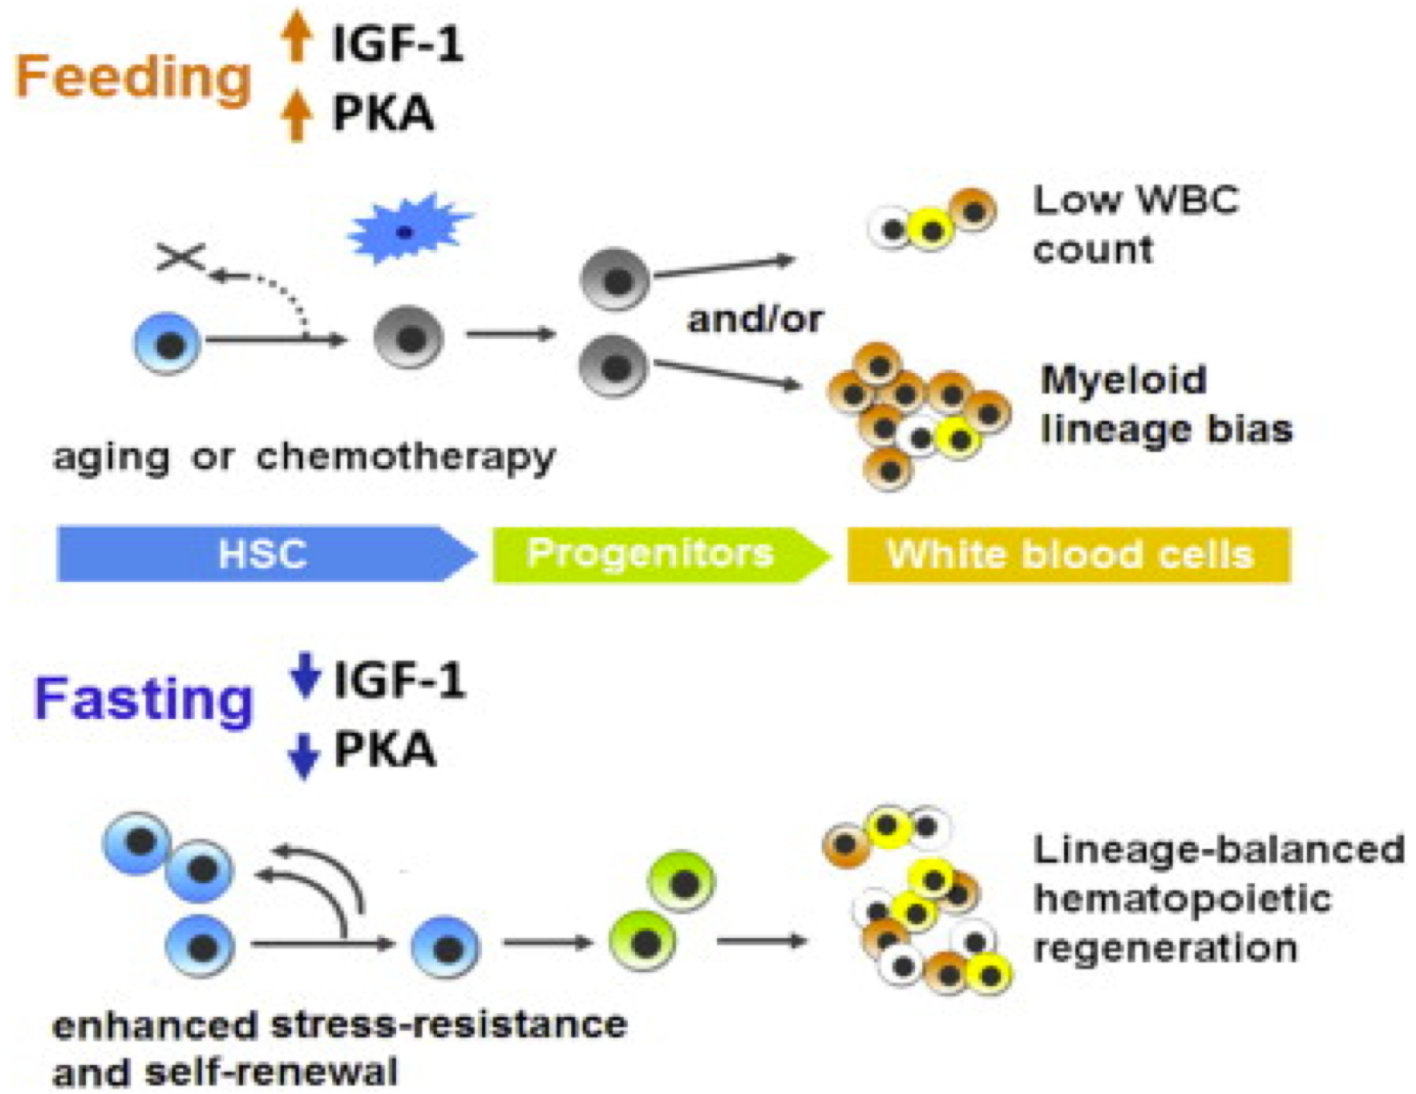 Feeding
IGF-1
PKA
Low WBC
count
and/or
Myeloid
lineage bias
aging or chemotherapy
HSC
Progenitors
White blood cells
Fasting
IGF-1
PKA
Lineage-balanced
hematopoietic
regeneration
enhanced stress-resistance
and self-renewal